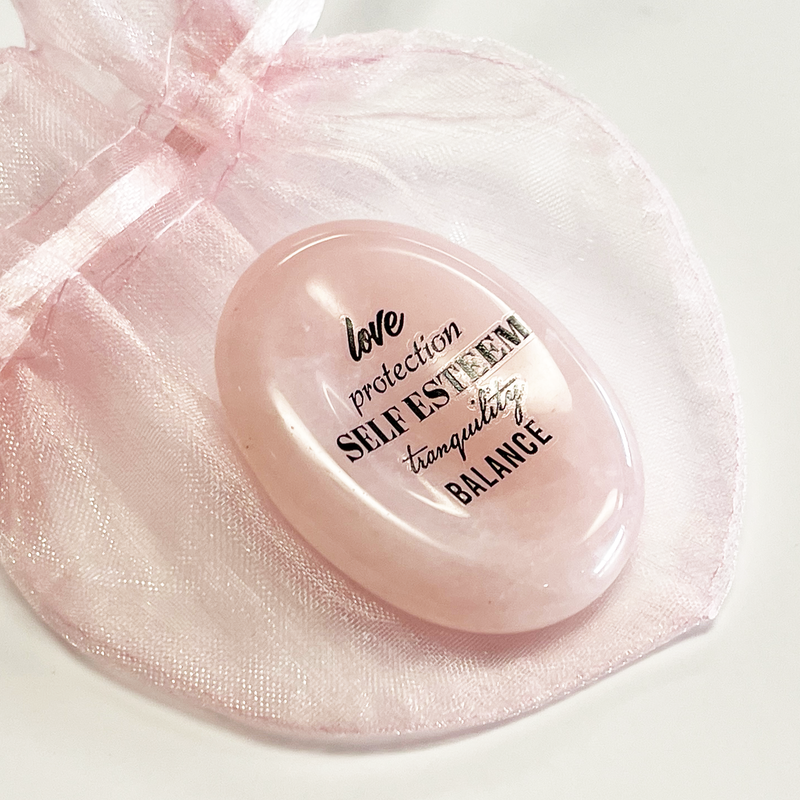 love
protection
SELF ESTEEM
tranquility
BALANCE